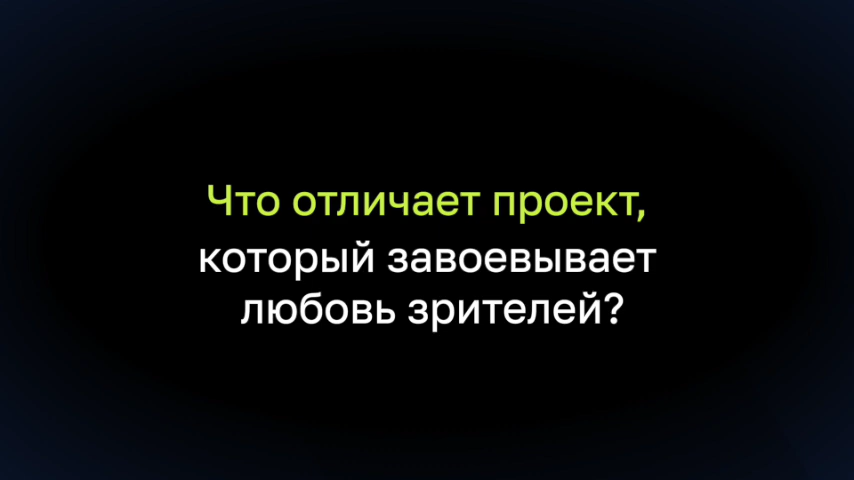 Что отличает проект,
который завоевывает
любовь зрителей?